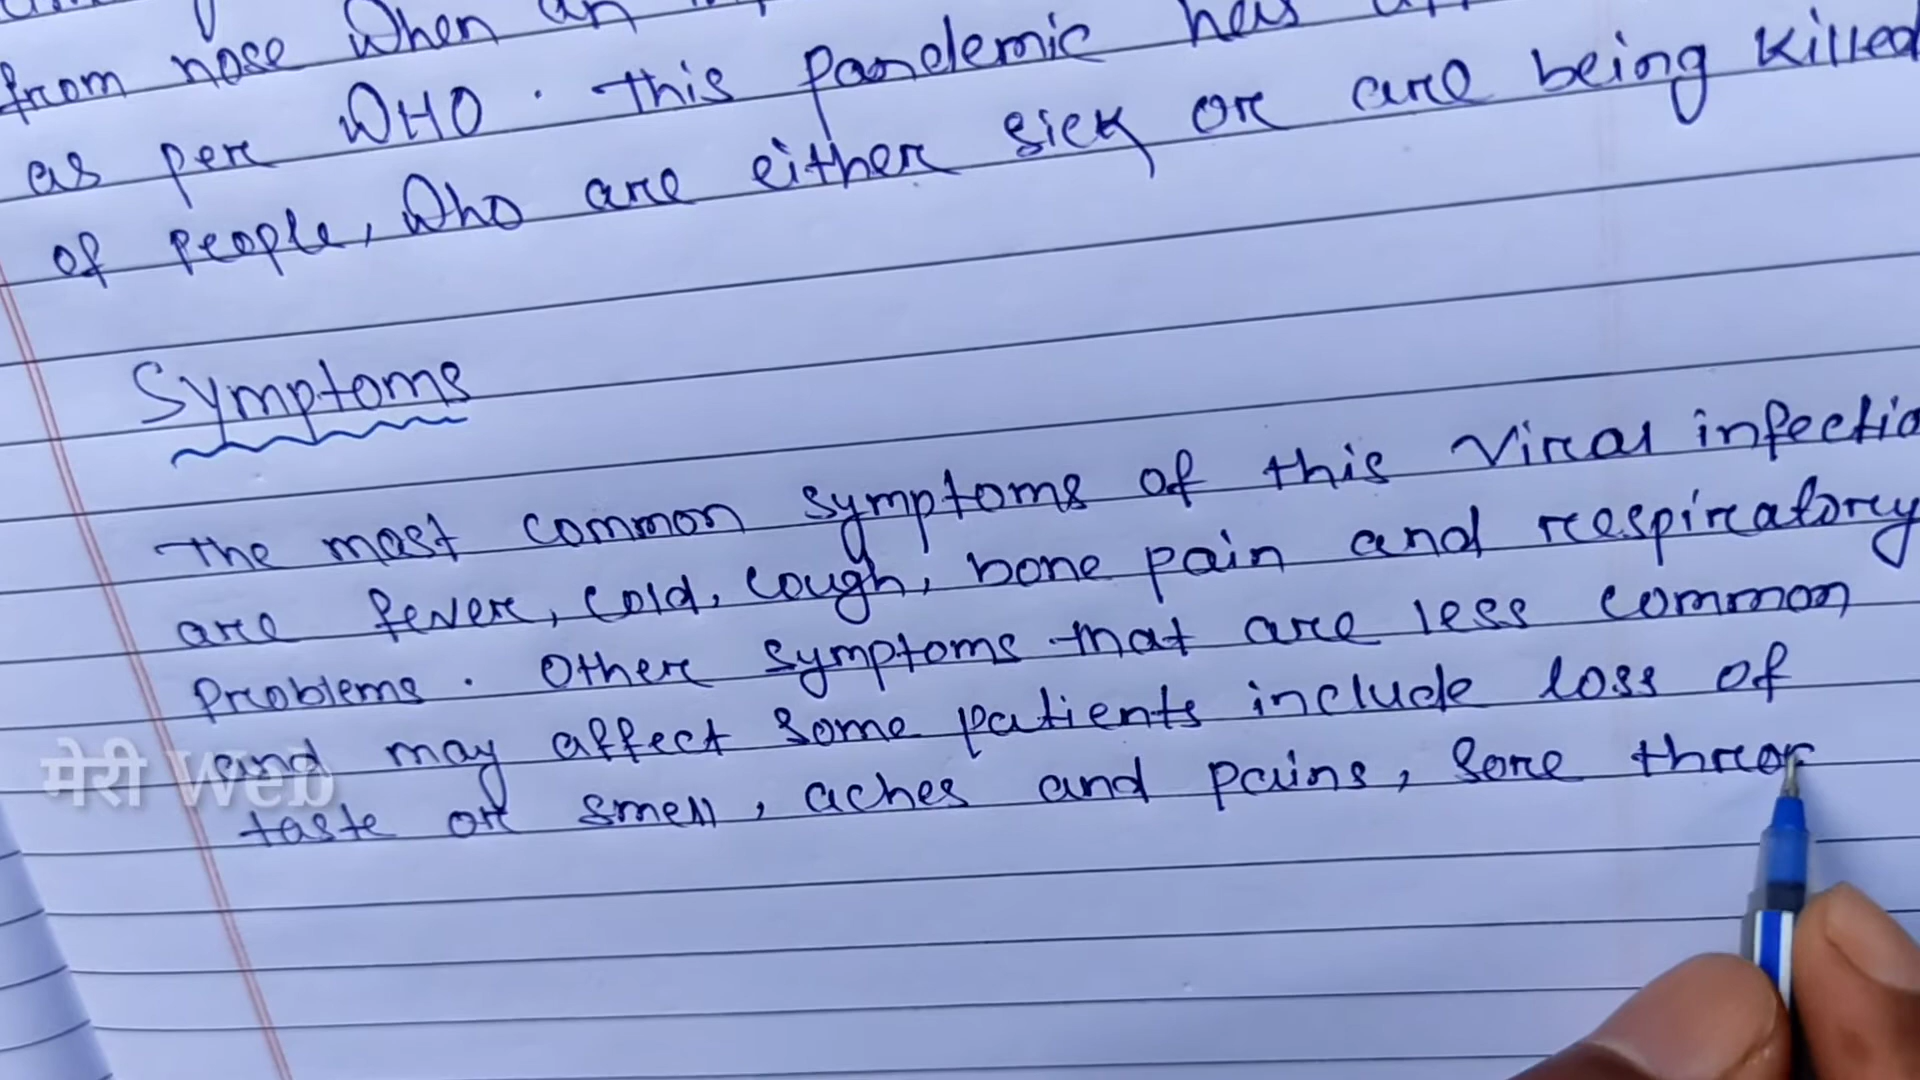 from nose when an
as per WHO. This pandemic has
of people, who are either sick or are being killed
Symptoms
The most common symptoms of this viral infectio
are fever, cold, cough, bone pain and respiratory
problems. Other symptoms that are less common
and may affect some patients include loss of
taste or smell, aches and pains, sore throa
मेरी Web